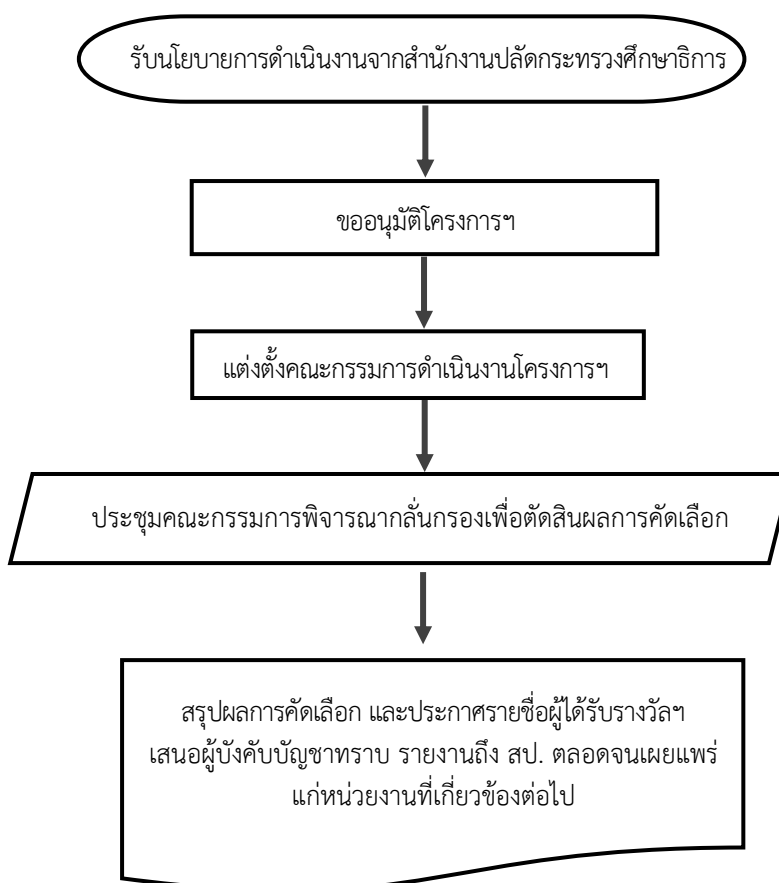 รับนโยบายการดำเนินงานจากสำนักงานปลัดกระทรวงศึกษาธิการ
ขออนุมัติโครงการฯ
แต่งตั้งคณะกรรมการดำเนินงานโครงการฯ
ประชุมคณะกรรมการพิจารณากลั่นกรองเพื่อตัดสินผลการคัดเลือก
สรุปผลการคัดเลือก และประกาศรายชื่อผู้ได้รับรางวัลฯ
เสนอผู้บังคับบัญชาทราบ รายงานถึง สป. ตลอดจนเผยแพร่
แก่หน่วยงานที่เกี่ยวข้องต่อไป